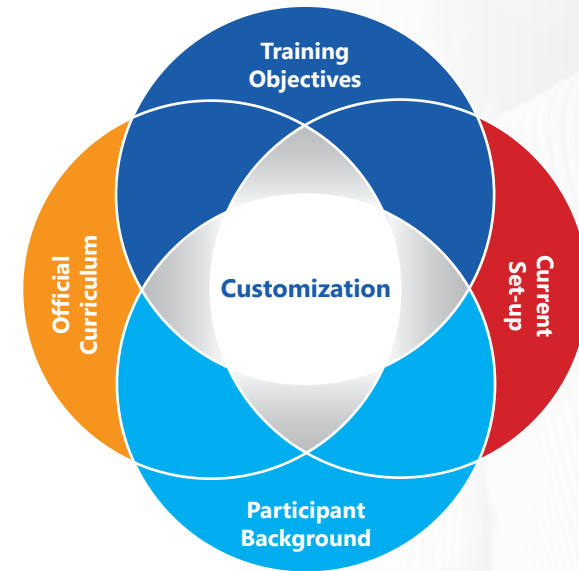 Training
Objectives
Official
Curriculum
Customization
Current
Set-up
Participant
Background